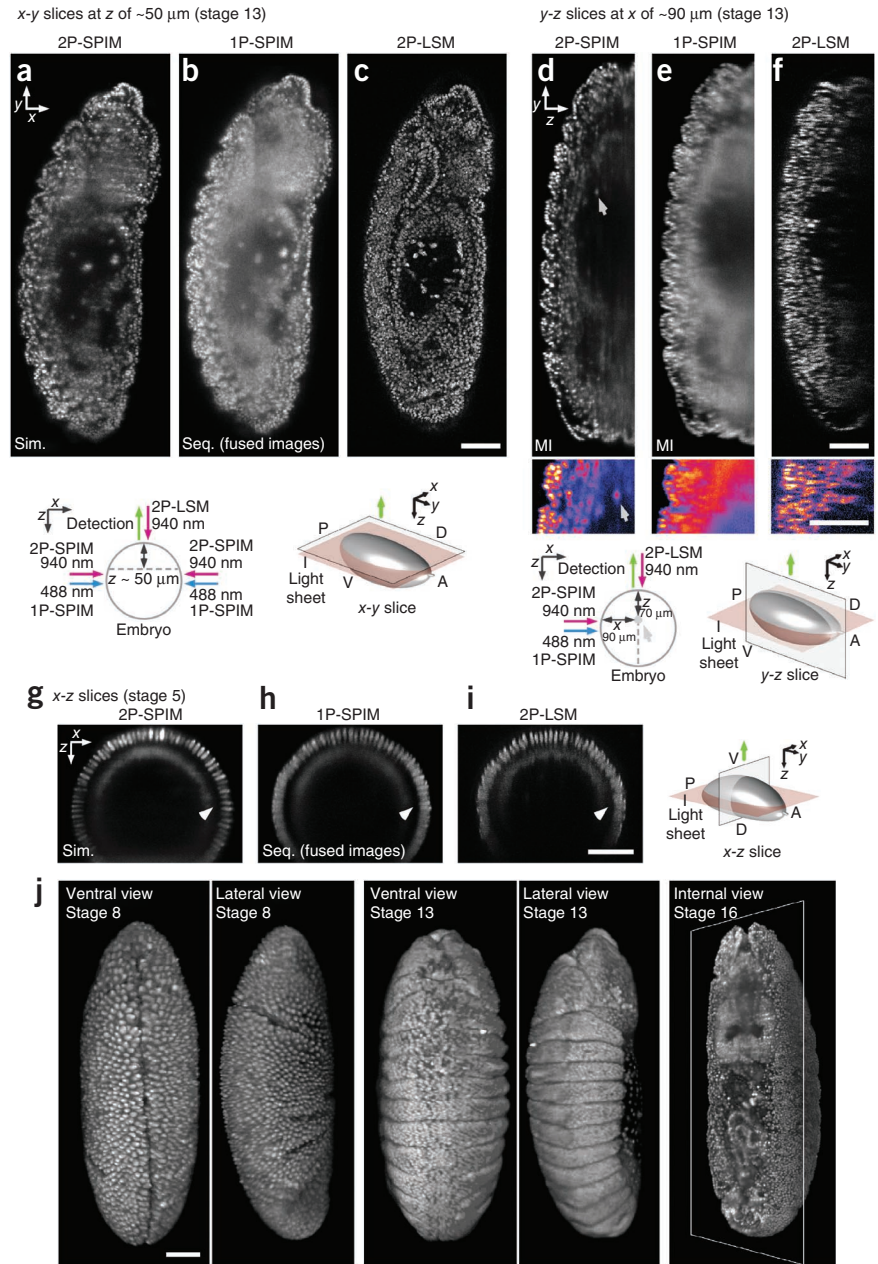 x-y slices at z of ~50 μm (stage 13)
2P-SPIM
1P-SPIM
2P-LSM
a
b
c
y
x
Sim.
Seq. (fused images)
y-z slices at x of ~90 μm (stage 13)
2P-SPIM
1P-SPIM
2P-LSM
d
e
f
y
z
MI
MI
x
z
Detection
2P-LSM
940 nm
2P-SPIM
940 nm
2P-SPIM
940 nm
z ~ 50 μm
488 nm
1P-SPIM
488 nm
1P-SPIM
Embryo
x
y
z
P
D
I
Light
sheet
V
A
x-y slice
x
z
Detection
2P-LSM
940 nm
2P-SPIM
940 nm
z
70 μm
x
90 μm
488 nm
1P-SPIM
Embryo
x
y
z
P
D
I
Light
sheet
A
V
y-z slice
g
x-z slices (stage 5)
2P-SPIM
h
1P-SPIM
i
2P-LSM
x
z
Sim.
Seq. (fused images)
x
y
z
V
P
I
Light
sheet
A
D
x-z slice
j
Ventral view
Stage 8
Lateral view
Stage 8
Ventral view
Stage 13
Lateral view
Stage 13
Internal view
Stage 16